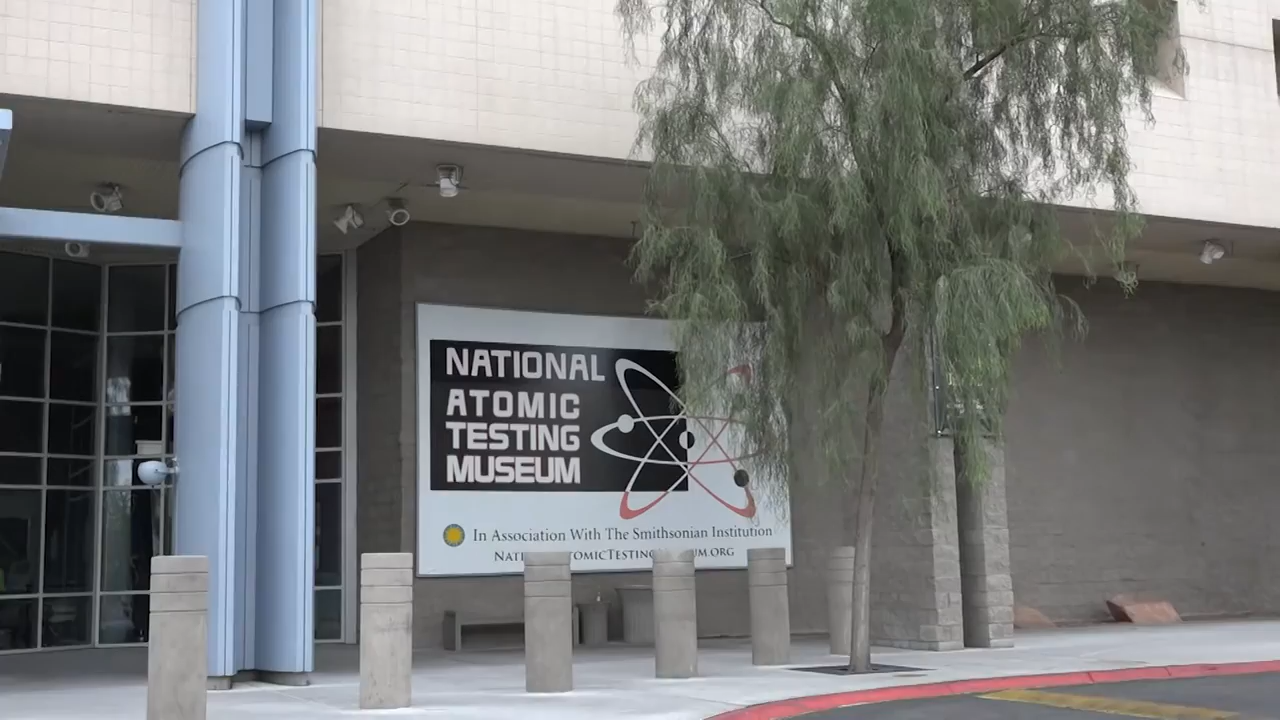 NATIONAL
ATOMIC
TESTING
MUSEUM
In Association With The Smithsonian Institution